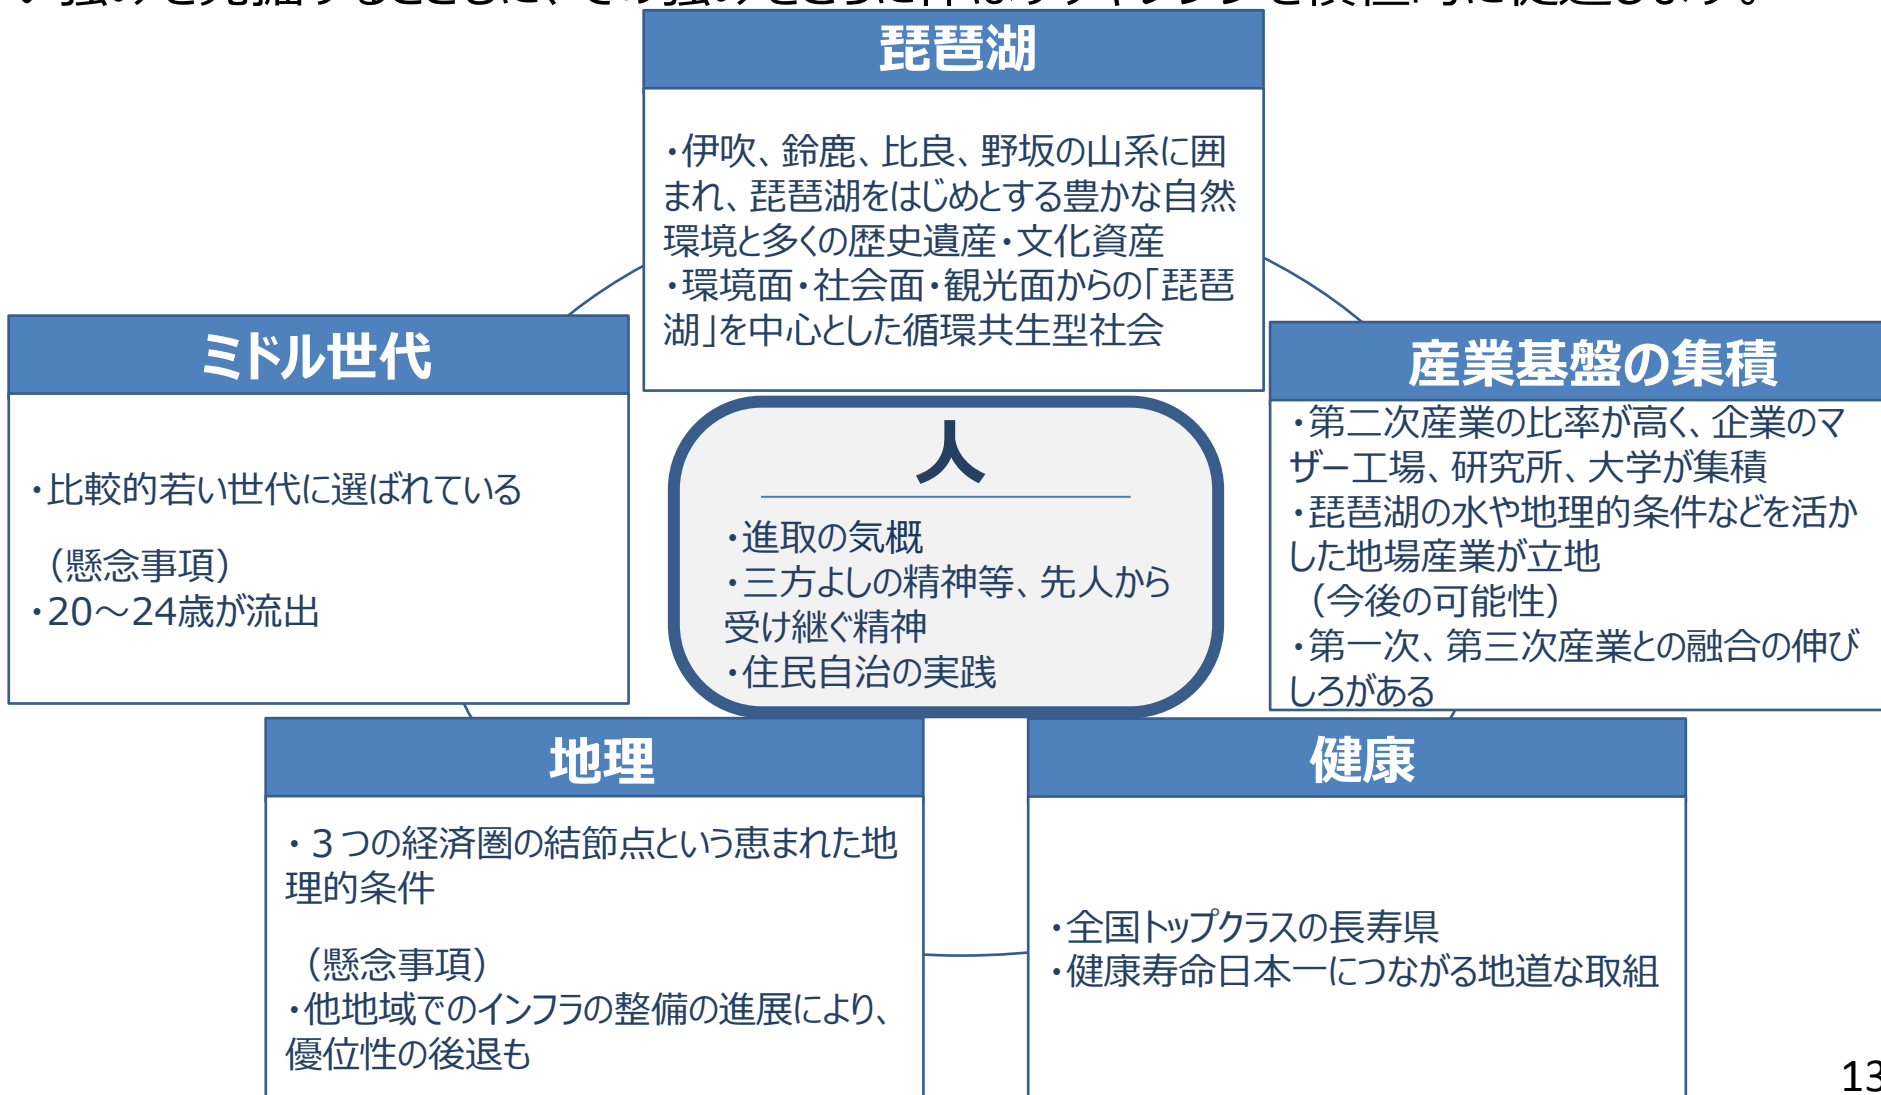 琵琶湖
・伊吹、鈴鹿、比良、野坂の山系に囲
まれ、琵琶湖をはじめとする豊かな自然
環境と多くの歴史遺産・文化資産
・環境面・社会面・観光面からの「琵琶
湖」を中心とした循環共生型社会
ミドル世代
・比較的若い世代に選ばれている
（懸念事項）
・20～24歳が流出
人
・進取の気概
・三方よしの精神等、先人から
受け継ぐ精神
・住民自治の実践
産業基盤の集積
・第二次産業の比率が高く、企業のマ
ザー工場、研究所、大学が集積
・琵琶湖の水や地理的条件などを活か
した地場産業が立地
（今後の可能性）
・第一次、第三次産業との融合の伸び
しろがある
地理
・３つの経済圏の結節点という恵まれた地
理的条件
（懸念事項）
・他地域でのインフラの整備の進展により、
優位性の後退も
健康
・全国トップクラスの長寿県
・健康寿命日本一につながる地道な取組
13